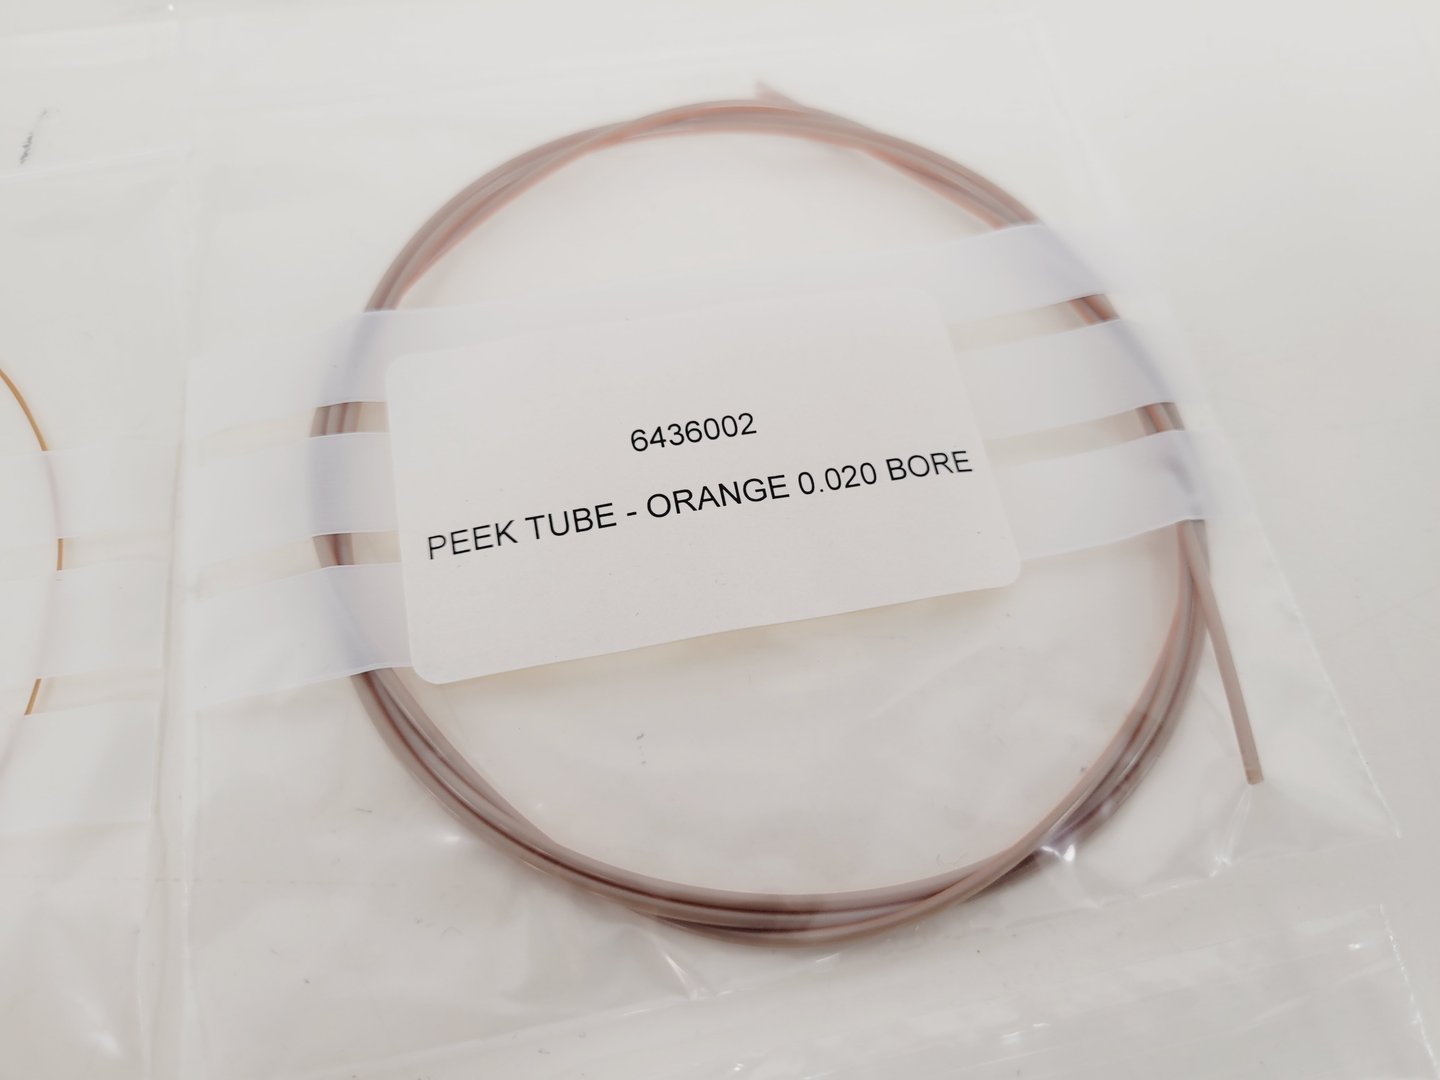 6436002
PEEK TUBE - ORANGE 0.020 BORE